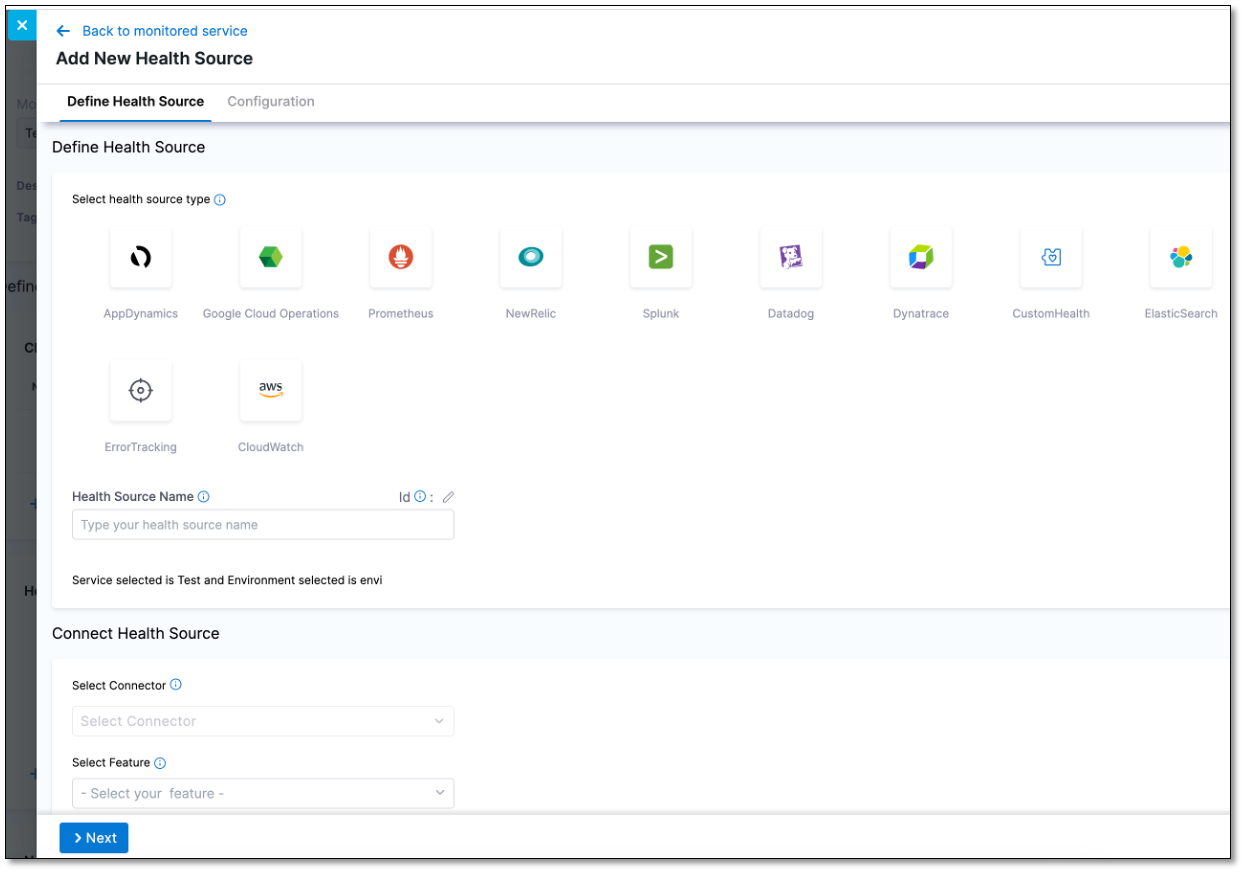 Back to monitored service
Add New Health Source
Define Health Source Configuration
Define Health Source
Select health source type
AppDynamics Google Cloud Operations Prometheus NewRelic Splunk Datadog Dynatrace CustomHealth ElasticSearch
aws
ErrorTracking CloudWatch
Health Source Name Id :
Type your health source name
Service selected is Test and Environment selected is envi
Connect Health Source
Select Connector
Select Connector
Select Feature
- Select your feature -
Next